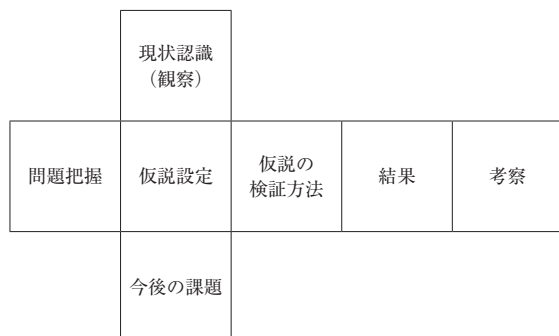 現状認識
（観察）
問題把握
仮説設定
仮説の
検証方法
結果
考察
今後の課題